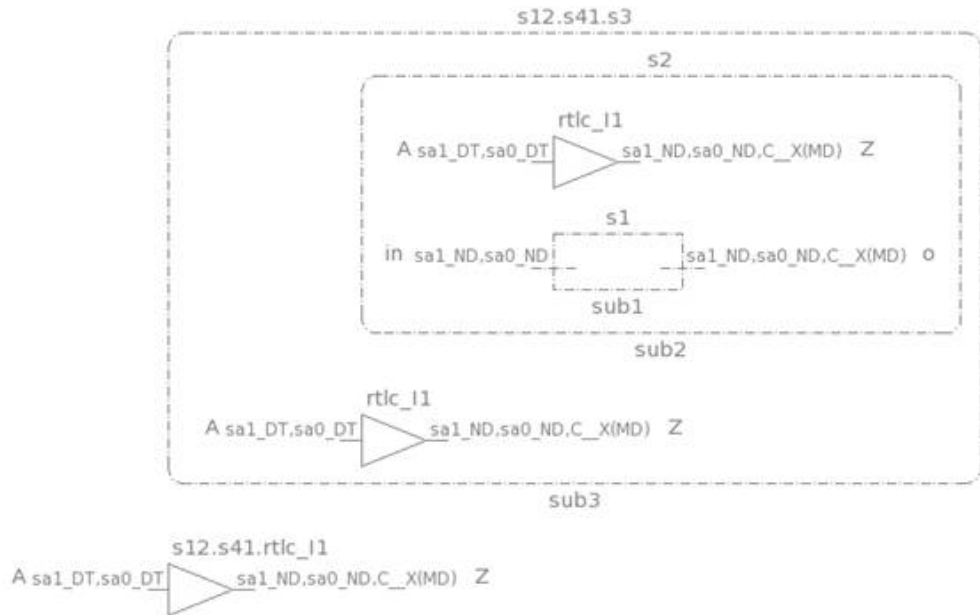 s12.s41.s3
s2
rtlc_I1
A sa1_DT,sa0_DT sa1_ND,sa0_ND,C__X(MD) Z
s1
in sa1_ND,sa0_ND sa1_ND,sa0_ND,C__X(MD) o
sub1
sub2
rtlc_I1
A sa1_DT,sa0_DT sa1_ND,sa0_ND,C__X(MD) Z
sub3
s12.s41.rtlc_I1
A sa1_DT,sa0_DT sa1_ND,sa0_ND,C__X(MD) Z